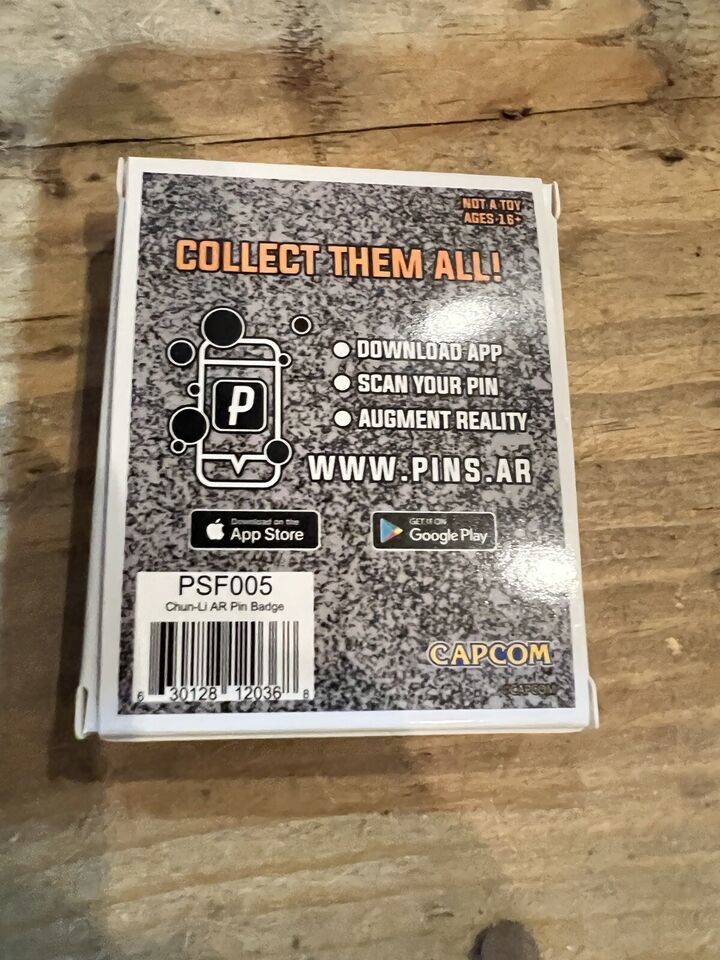 NOT A TOY
AGES 16+
COLLECT THEM ALL!
DOWNLOAD APP
SCAN YOUR PIN
AUGMENT REALITY
P
WWW.PINS.AR
Download on the
App Store
GET IT ON
Google Play
PSF005
Chun-Li AR Pin Badge
6 30128 12036 8
CAPCOM
©CAPCOM